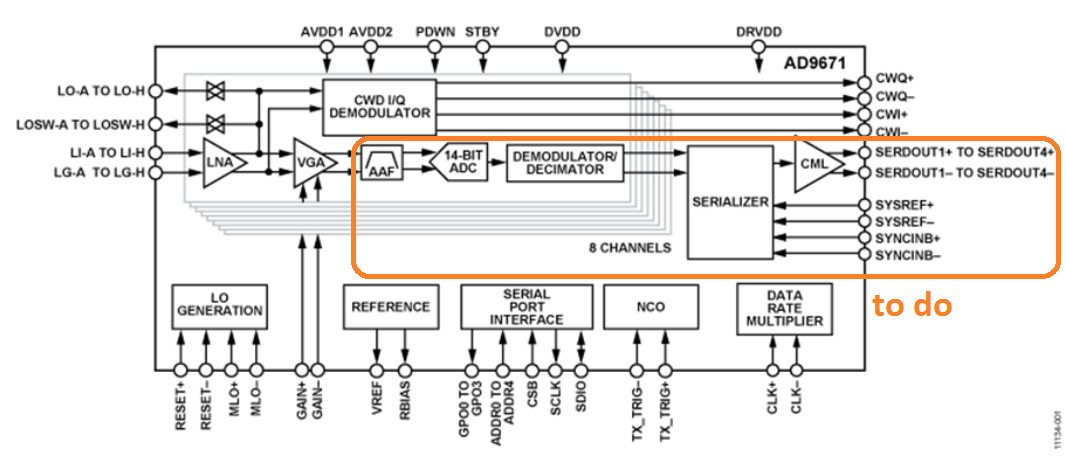 AVDD1 AVDD2 PDWN STBY DVDD DRVDD
AD9671
LO-A TO LO-H
LOSW-A TO LOSW-H
LI-A TO LI-H
LG-A TO LG-H
LNA
VGA
CWD I/Q
DEMODULATOR
AAF
14-BIT
ADC
DEMODULATOR/
DECIMATOR
SERIALIZER
CML
8 CHANNELS
CWQ+
CWQ–
CWI+
CWI–
SERDOUT1+ TO SERDOUT4+
SERDOUT1– TO SERDOUT4–
SYSREF+
SYSREF–
SYNCINB+
SYNCINB–
to do
LO
GENERATION
REFERENCE
SERIAL
PORT
INTERFACE
NCO
DATA
RATE
MULTIPLIER
RESET+
RESET–
MLO+
MLO–
GAIN+
GAIN–
VREF
RBIAS
GPO0 TO
GPO3
ADDR0 TO
ADDR4
CSB
SCLK
SDIO
TX_TRIG–
TX_TRIG+
CLK+
CLK–
11134-001